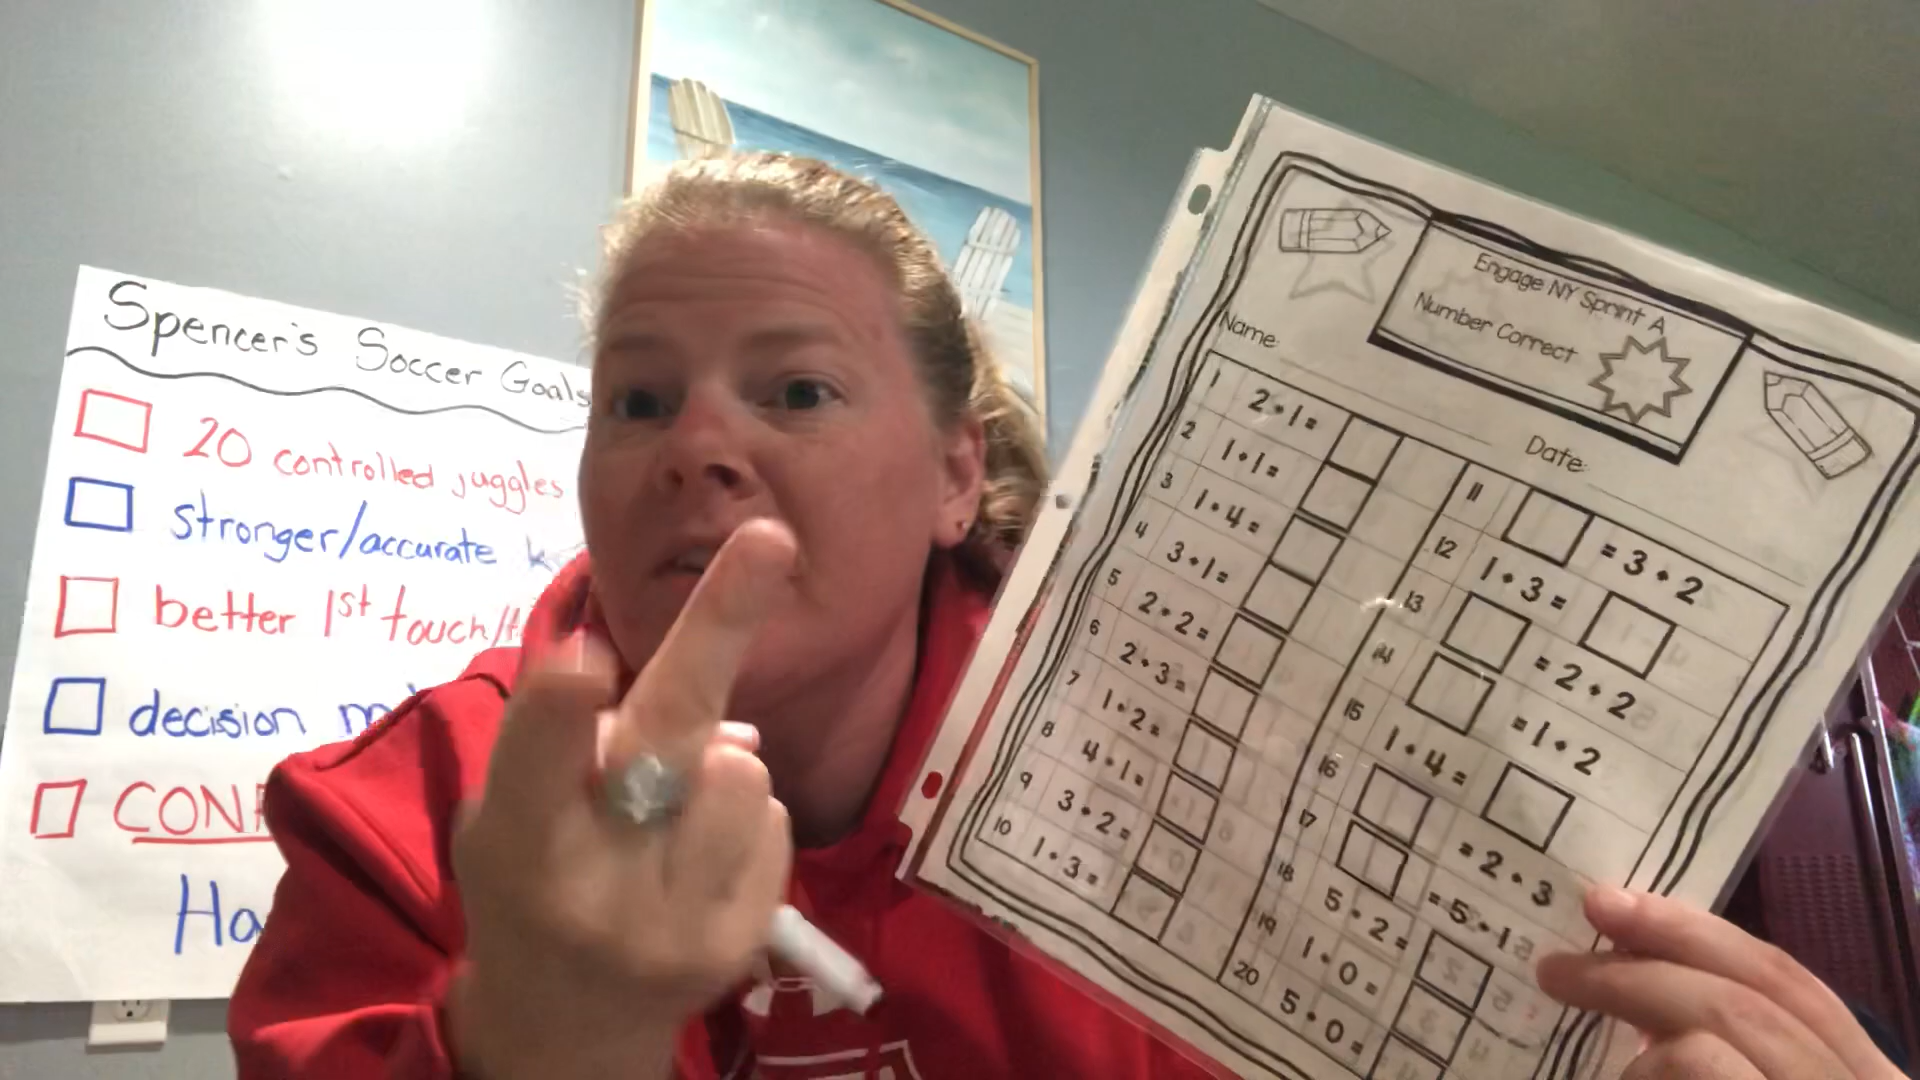 Spencer's Soccer Goals
20 controlled juggles
stronger/accurate
better 1st touch/
decision
Engage NY Sprint A
Number Correct
Name:
Date:
1 2+1=
2 1+1=
3 1+4=
4 3+1=
5 2+2=
6 2+3=
7 1+2=
8 4+1=
9 3+2=
10 1+3=
11 =3+2
12 1+3=
13 =2+2
14 =1+2
15 1+4=
16 =2+3
17 =5+1
18 5+2=
19 1+0=
20 5+0=